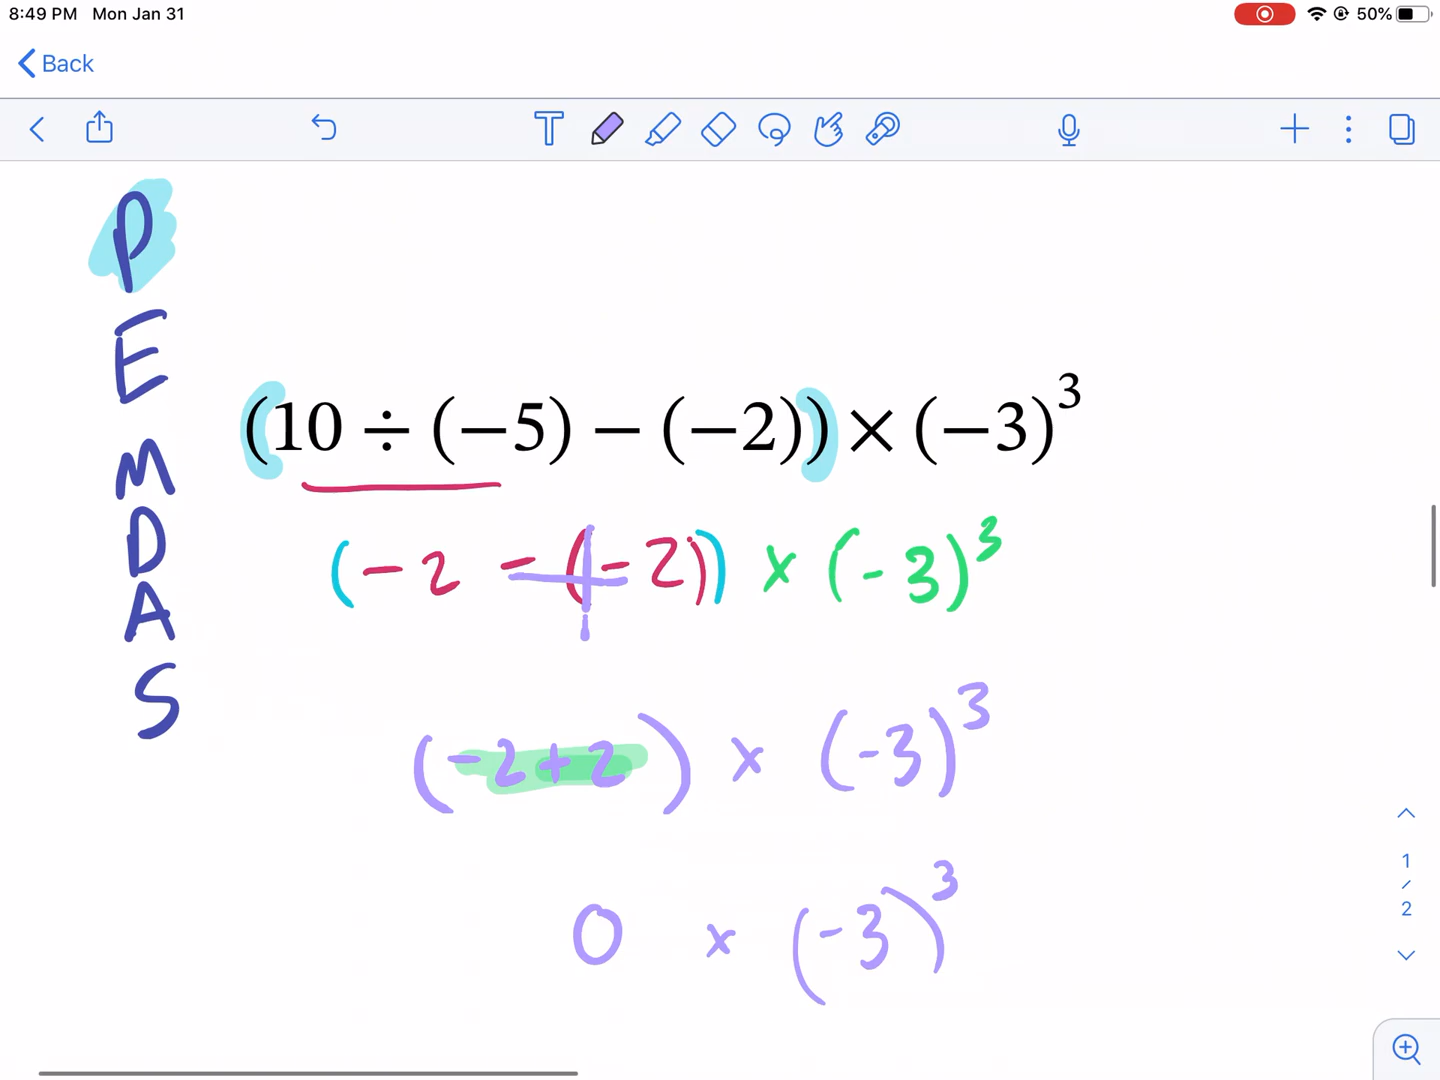 8:49 PM Mon Jan 31
50%
Back
P
E
M
D
A
S
(10 ÷ (−5) − (−2)) × (−3)³
(-2 - (-2)) × (-3)³
(-2+2) × (-3)³
0 × (-3)³
1
/
2